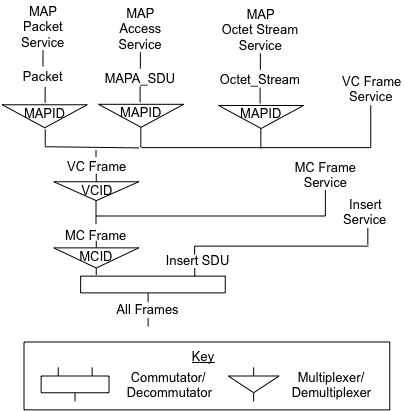 MAP
Packet
Service
MAP
Access
Service
MAP
Octet Stream
Service
Packet
MAPA_SDU
Octet_Stream
VC Frame
Service
MAPID
MAPID
MAPID
VC Frame
VCID
MC Frame
Service
Insert
Service
MC Frame
MCID
Insert SDU
All Frames
Key
Commutator/
Decommutator
Multiplexer/
Demultiplexer